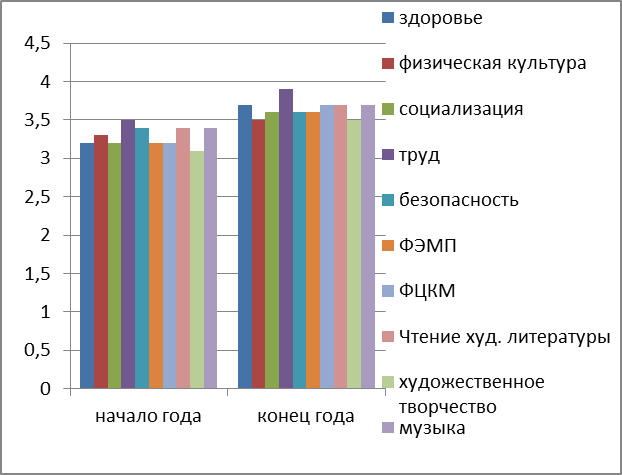 4,5
4
3,5
3
2,5
2
1,5
1
0,5
0
начало года
конец года
здоровье
физическая культура
социализация
труд
безопасность
ФЭМП
ФЦКМ
Чтение худ. литературы
художественное
творчество
музыка